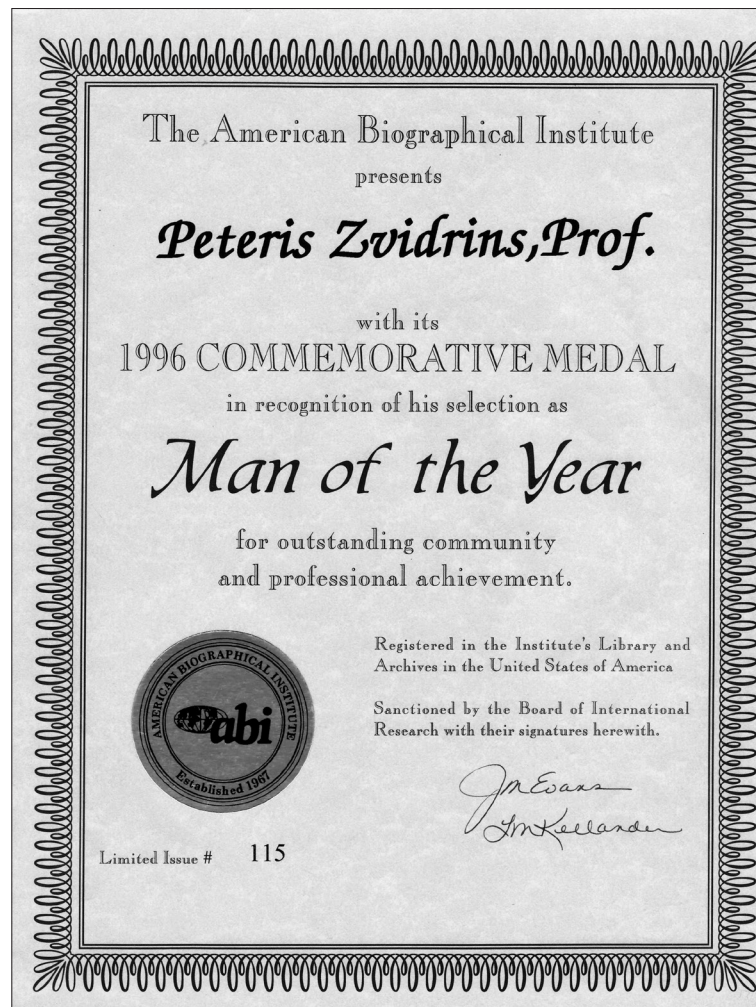 The American Biographical Institute
presents
Peteris Zvidrins, Prof.
with its
1996 COMMEMORATIVE MEDAL
in recognition of his selection as
Man of the Year
for outstanding community
and professional achievement.
Registered in the Institute's Library and
Archives in the United States of America
Sanctioned by the Board of International
Research with their signatures herewith.
AMERICAN BIOGRAPHICAL INSTITUTE
abi
Established 1967
JM Evans
Limited Issue # 115